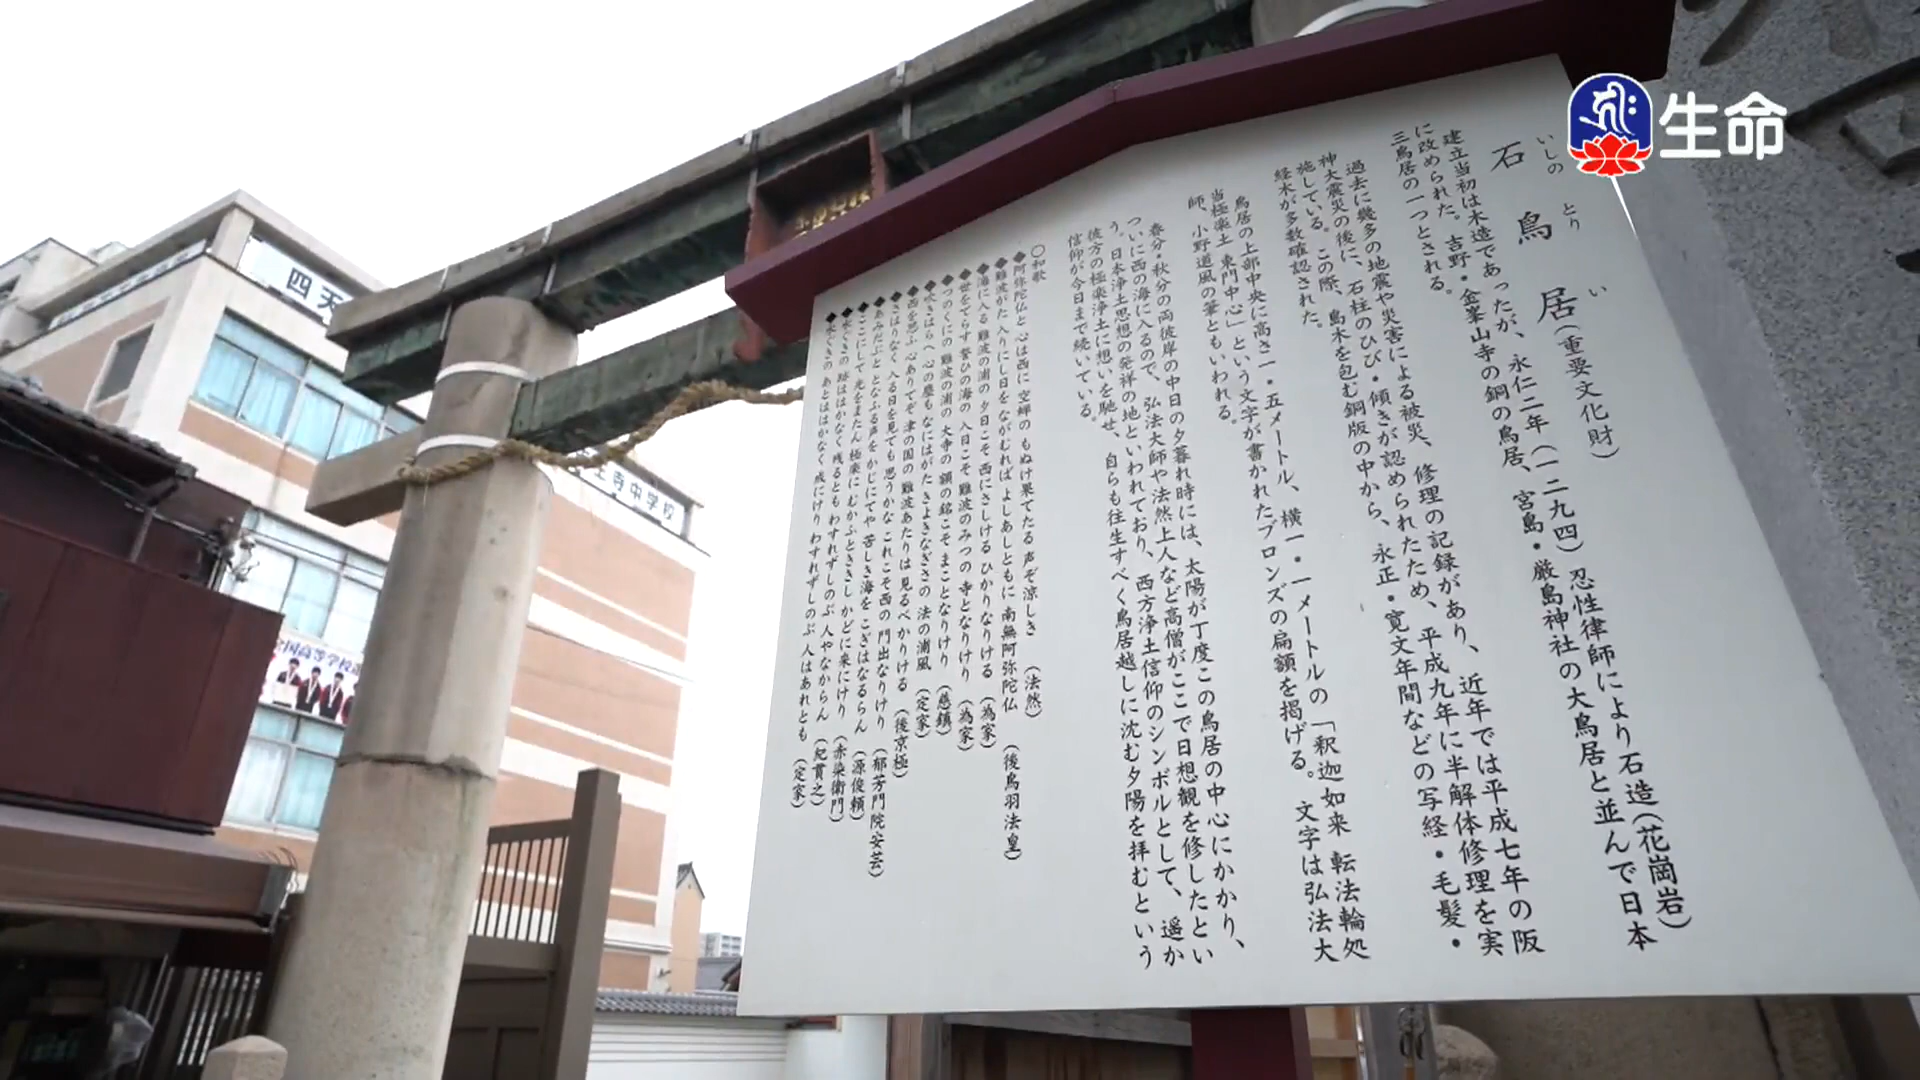 生命
石鳥居(重要文化財)
いしの とり い
建立当初は木造であったが、永仁二年(一二九四)忍性律師により石造(花崗岩)
に改められた。吉野・金峯山寺の銅の鳥居、宮島・厳島神社の大鳥居と並んで日本
三鳥居の一つとされる。
過去に幾多の地震や災害による被災、修理の記録があり、近年では平成七年の阪
神大震災の後に、石柱のひび・傾きが認められたため、平成九年に半解体修理を実
施している。この際、島木を包む銅版の中から、永正・寛文年間などの写経・毛髪・
経木が多数確認された。
鳥居の上部中央に高さ二・五メートル、横一・一メートルの「釈迦如来 転法輪処
当極楽土 東門中心」という文字が書かれたブロンズの扁額を掲げる。文字は弘法大
師、小野道風の筆ともいわれる。
春分・秋分の両彼岸の中日の夕暮れ時には、太陽が丁度この鳥居の中心にかかり、
ついに西の海に入るので、弘法大師や法然上人など高僧がここで日想観を修したとい
う。日本浄土思想の発祥の地といわれており、西方浄土信仰のシンボルとして、遥か
彼方の極楽浄土に想いを馳せ、自らも往生すべく鳥居越しに沈む夕陽を拝むという
信仰が今日まで続いている。
〇和歌
◆阿弥陀仏と 心は西に 空蝉の もぬけ果てたる 声ぞ涼しき (法然)
◆難波がた 入りにし日を ながむれば よしあしともに 南無阿弥陀仏 (後鳥羽法皇)
◆海に入る 難波の浦の 夕日こそ 西にさしける ひかりなりける (為家)
◆世をてらす 誓ひの海の 入日こそ 難波のみつの 寺となりけり (為家)
◆つのくにの 難波の浦の 大寺の 額の銘こそ まことなりけり (慈鎮)
◆吹きはらへ 心の塵も なにはがた きよきなぎさの 法の浦風 (定家)
◆西を思ふ 心ありてぞ 津の国の 難波あたりは 見るべかりける (後京極)
◆こはりなく 入る日を見ても 思うかな これこそ西の 門出なりけり (郁芳門院安芸)
◆あみだぶと となふる声を かじにてや 苦しき海を こぎはなるらん (源俊頼)
◆ここにして 光をまたん 極楽に むかふとききし かどに来にけり (赤染衛門)
◆水ぐきの 跡ははかなく 残るとも わすれずしのぶ 人やなからん (紀貫之)
◆水ぐきの あとははかなく 成にけり わすれずしのぶ 人はあれとも (定家)
四天
王寺中学校
全国高等学校